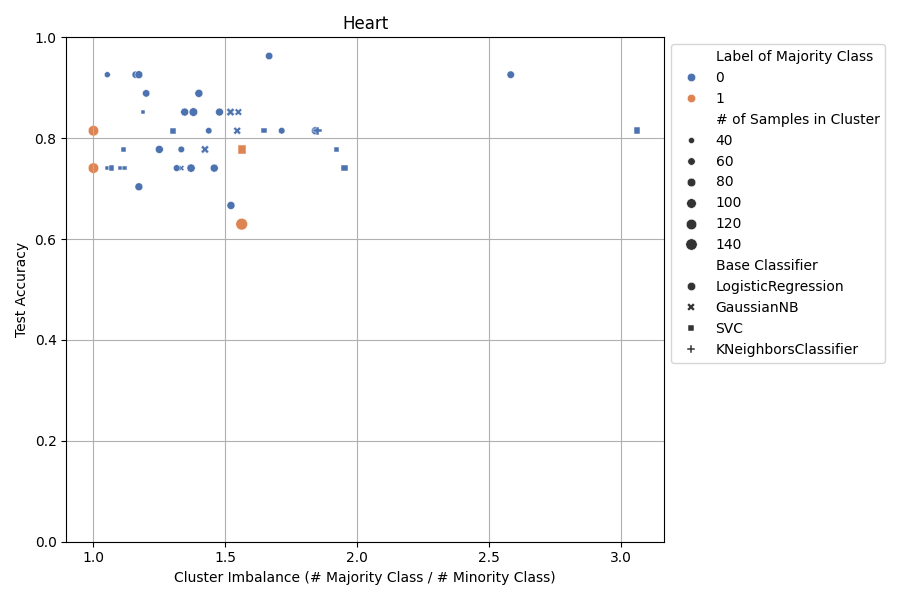 Heart
1.0
0.8
0.6
0.4
0.2
0.0
Test Accuracy
1.0
1.5
2.0
2.5
3.0
Cluster Imbalance (# Majority Class / # Minority Class)
Label of Majority Class
0
1
# of Samples in Cluster
40
60
80
100
120
140
Base Classifier
LogisticRegression
GaussianNB
SVC
KNeighborsClassifier